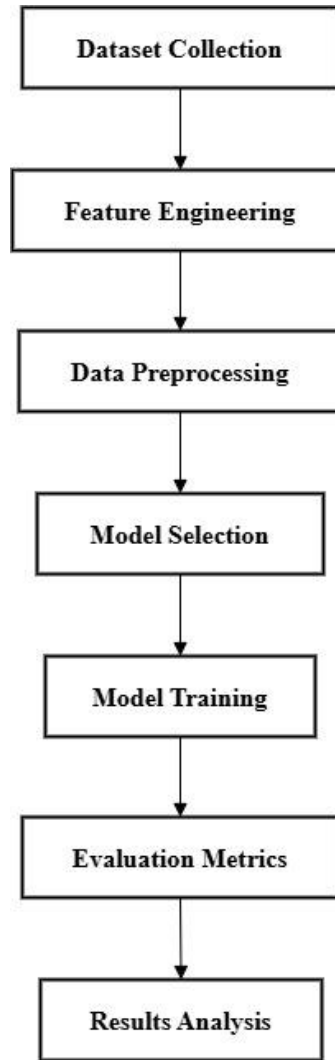 Dataset Collection
Feature Engineering
Data Preprocessing
Model Selection
Model Training
Evaluation Metrics
Results Analysis